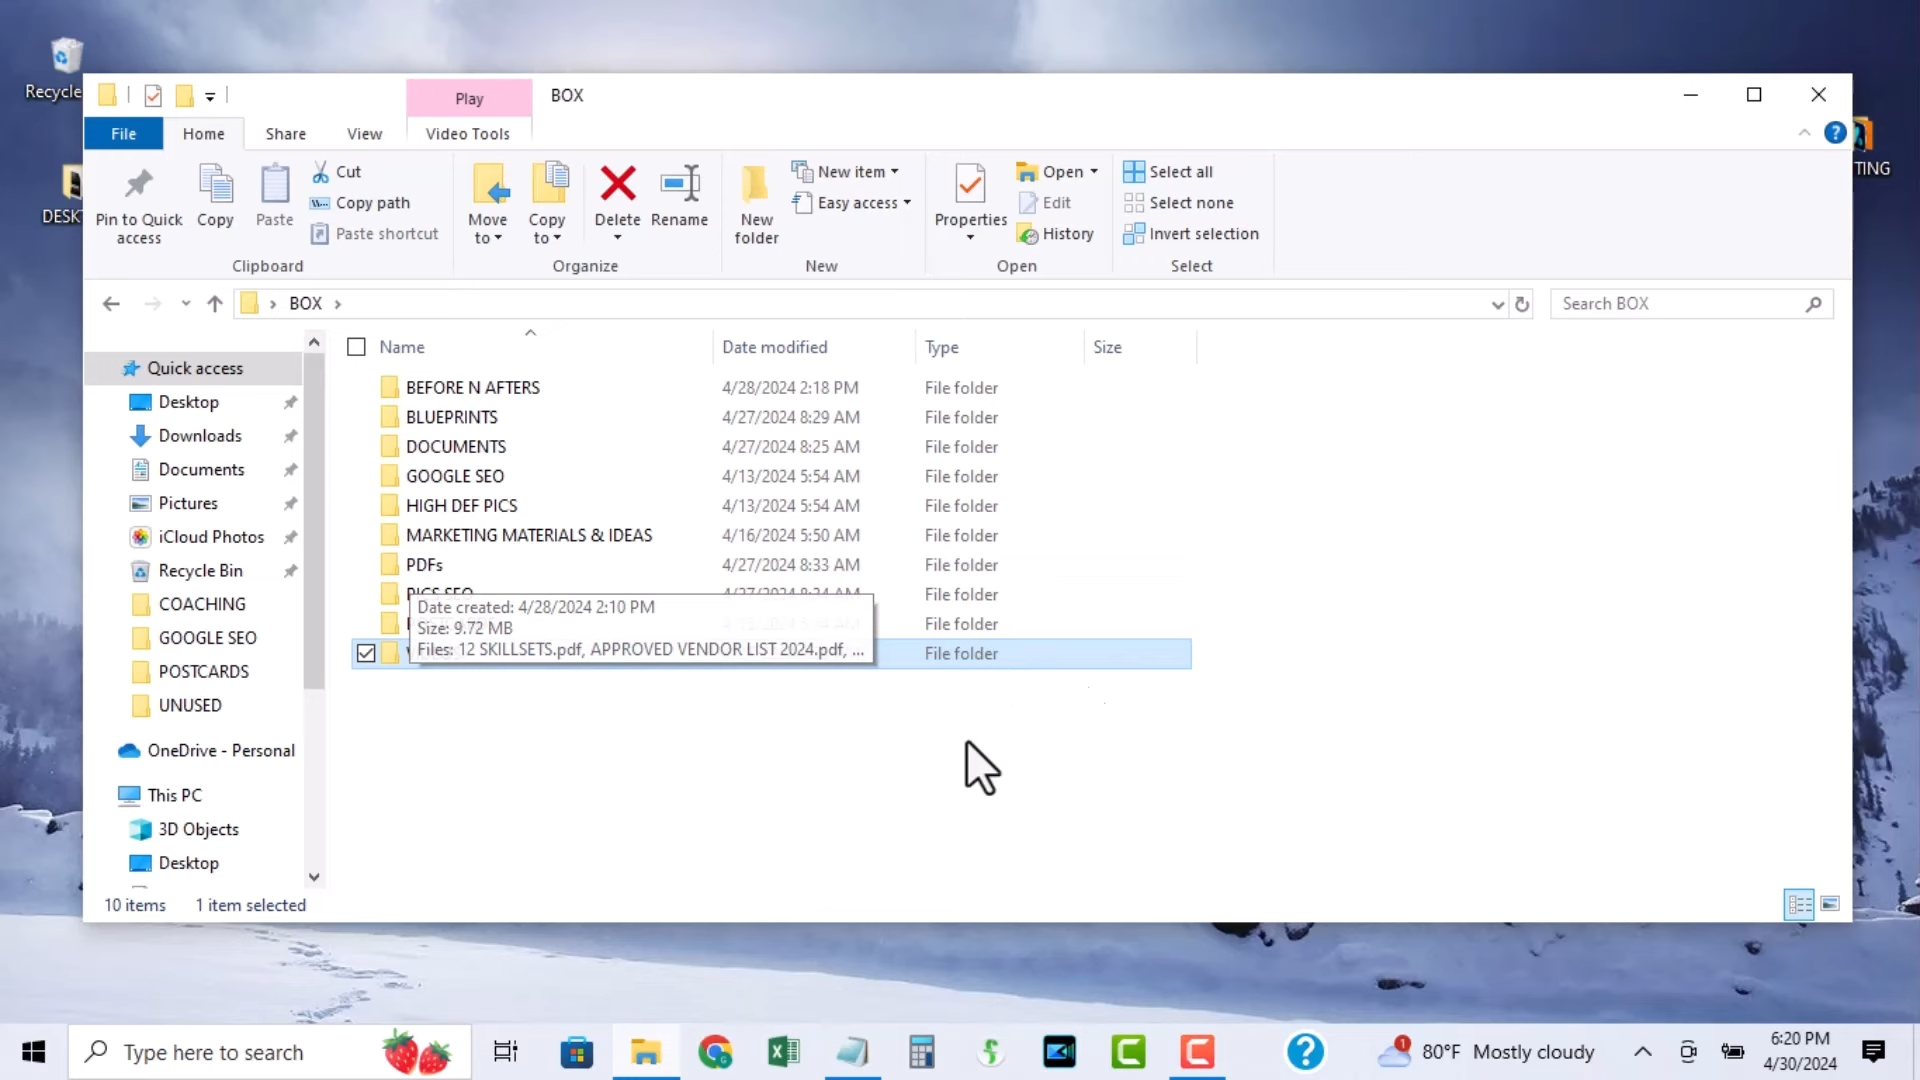 Recycle
DESK
TING
Play
BOX
File
Home
Share
View
Video Tools
Pin to Quick access
Copy
Paste
Cut
Copy path
Paste shortcut
Clipboard
Move to
Copy to
Delete
Rename
Organize
New folder
New item
Easy access
New
Properties
Open
Edit
History
Open
Select all
Select none
Invert selection
Select
BOX
Search BOX
Quick access
Desktop
Downloads
Documents
Pictures
iCloud Photos
Recycle Bin
COACHING
GOOGLE SEO
POSTCARDS
UNUSED
OneDrive - Personal
This PC
3D Objects
Desktop
Name Date modified Type Size
BEFORE N AFTERS 4/28/2024 2:18 PM File folder
BLUEPRINTS 4/27/2024 8:29 AM File folder
DOCUMENTS 4/27/2024 8:25 AM File folder
GOOGLE SEO 4/13/2024 5:54 AM File folder
HIGH DEF PICS 4/13/2024 5:54 AM File folder
MARKETING MATERIALS & IDEAS 4/16/2024 5:50 AM File folder
PDFs 4/27/2024 8:33 AM File folder
PICS SEO 4/27/2024 8:34 AM File folder
File folder
File folder
Date created: 4/28/2024 2:10 PM
Size: 9.72 MB
Files: 12 SKILLSETS.pdf, APPROVED VENDOR LIST 2024.pdf, ...
10 items 1 item selected
Type here to search
1
80°F Mostly cloudy
6:20 PM
4/30/2024